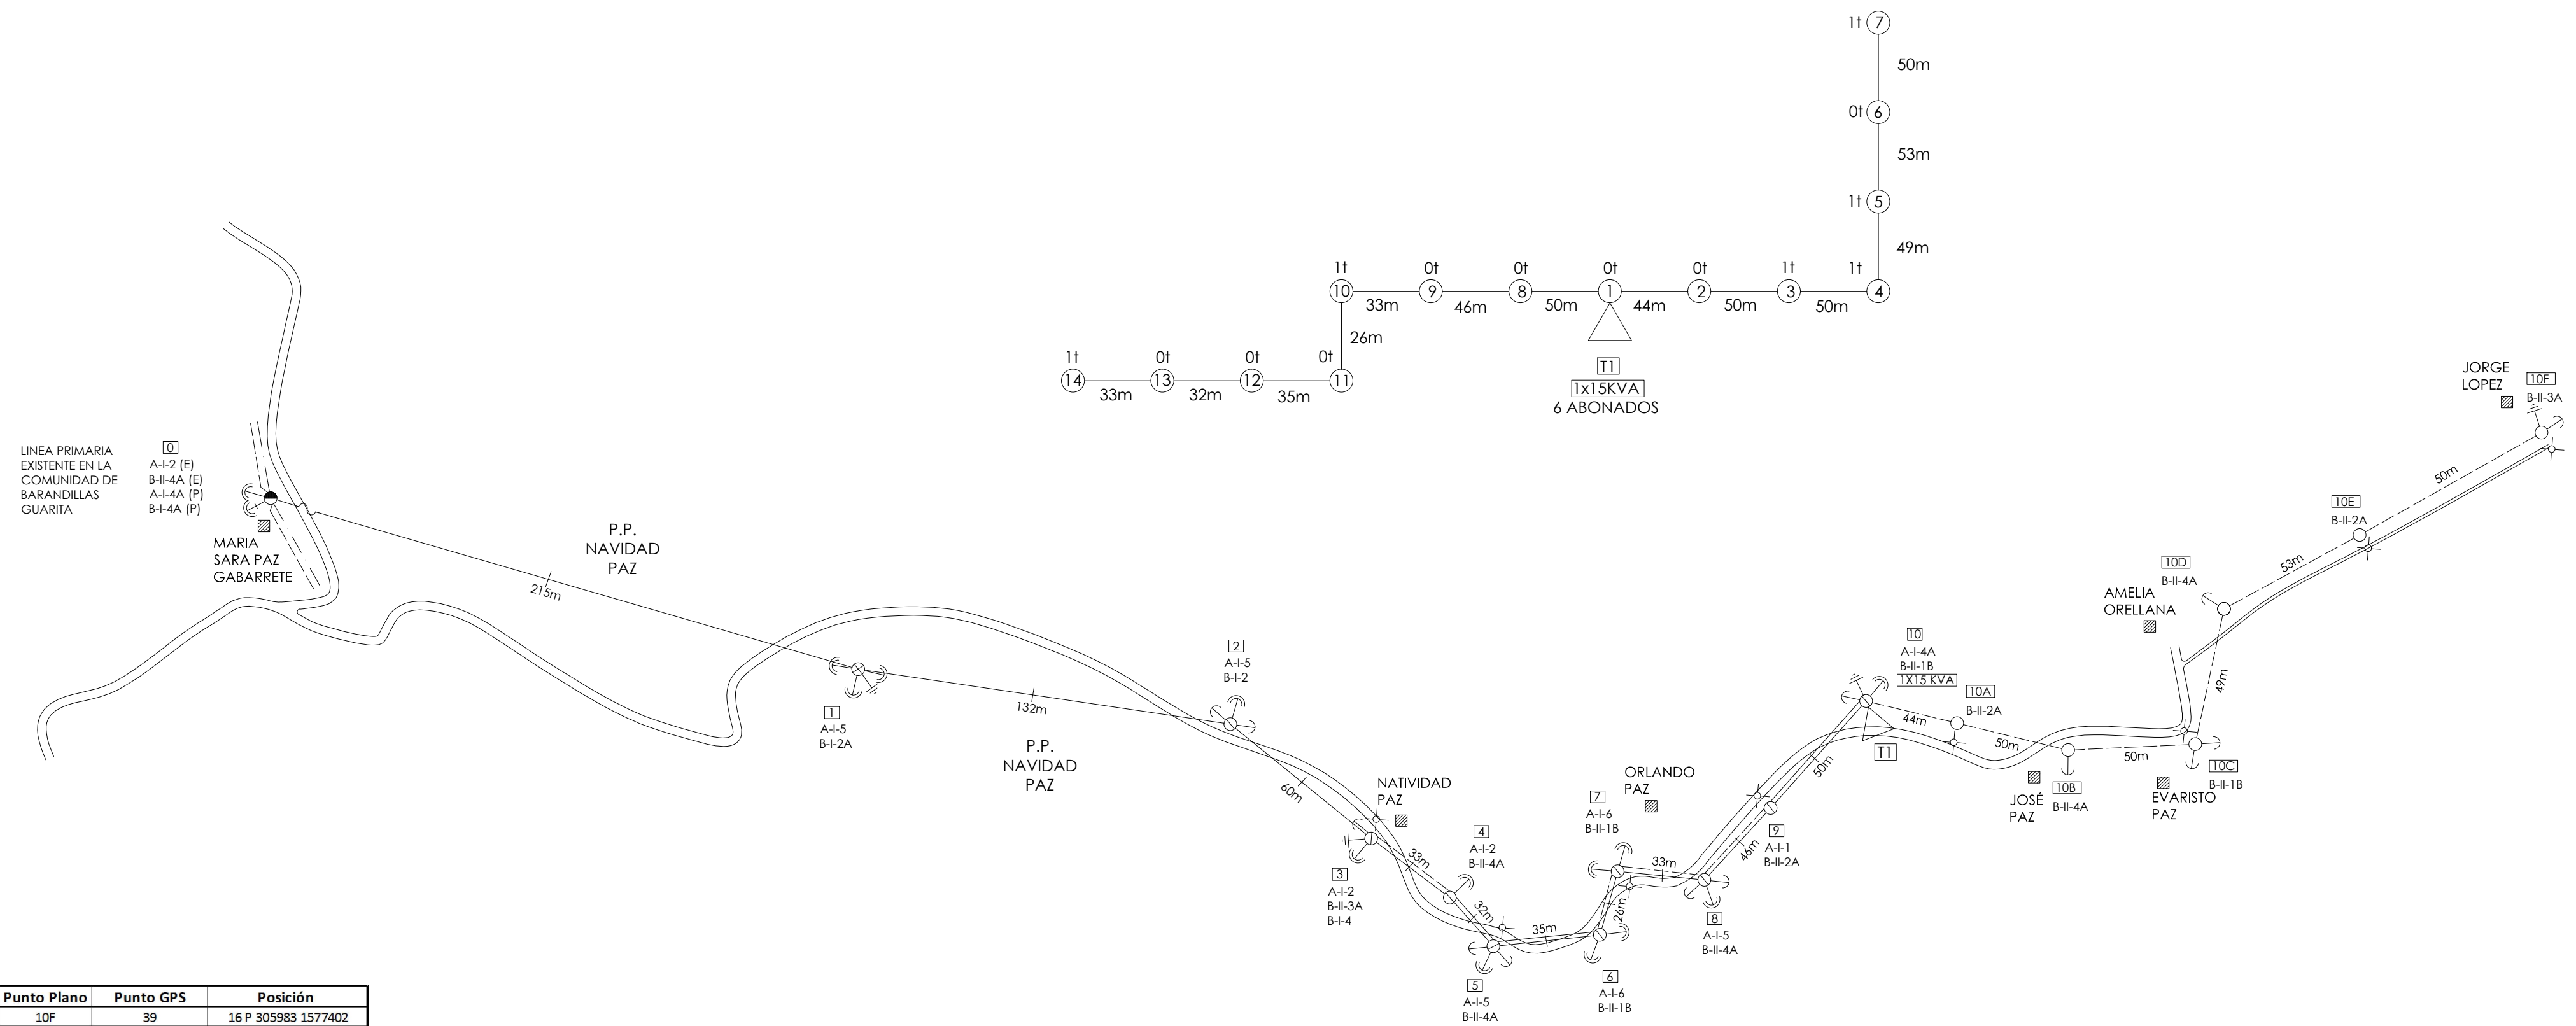 1t 7
50m
0t 6
53m
1t 5
49m
1t 0t 0t 0t 0t 1t 1t
10 9 8 1 2 3 4
33m 46m 50m 44m 50m 50m
26m
1t 0t 0t 0t
14 13 12 11
33m 32m 35m
T1
1x15KVA
6 ABONADOS
LINEA PRIMARIA
EXISTENTE EN LA
COMUNIDAD DE
BARANDILLAS
GUARITA
0
A-I-2 (E)
B-II-4A (E)
A-I-4A (P)
B-I-4A (P)
MARIA
SARA PAZ
GABARRETE
P.P.
NAVIDAD
PAZ
215m
1
A-I-5
B-I-2A
132m
P.P.
NAVIDAD
PAZ
2
A-I-5
B-I-2
60m
NATIVIDAD
PAZ
3
A-I-2
B-II-3A
B-I-4
33m
4
A-I-2
B-II-4A
32m
5
A-I-5
B-II-4A
35m
6
A-I-6
B-II-1B
26m
7
A-I-6
B-II-1B
ORLANDO
PAZ
33m
8
A-I-5
B-II-4A
46m
9
A-I-1
B-II-2A
50m
10
A-I-4A
B-II-1B
1X15 KVA
T1
44m
10A
B-II-2A
50m
JOSÉ
PAZ
10B
B-II-4A
50m
EVARISTO
PAZ
10C
B-II-1B
49m
AMELIA
ORELLANA
10D
B-II-4A
53m
10E
B-II-2A
50m
JORGE
LOPEZ
10F
B-II-3A
Punto Plano Punto GPS Posición
10F 39 16 P 305983 1577402